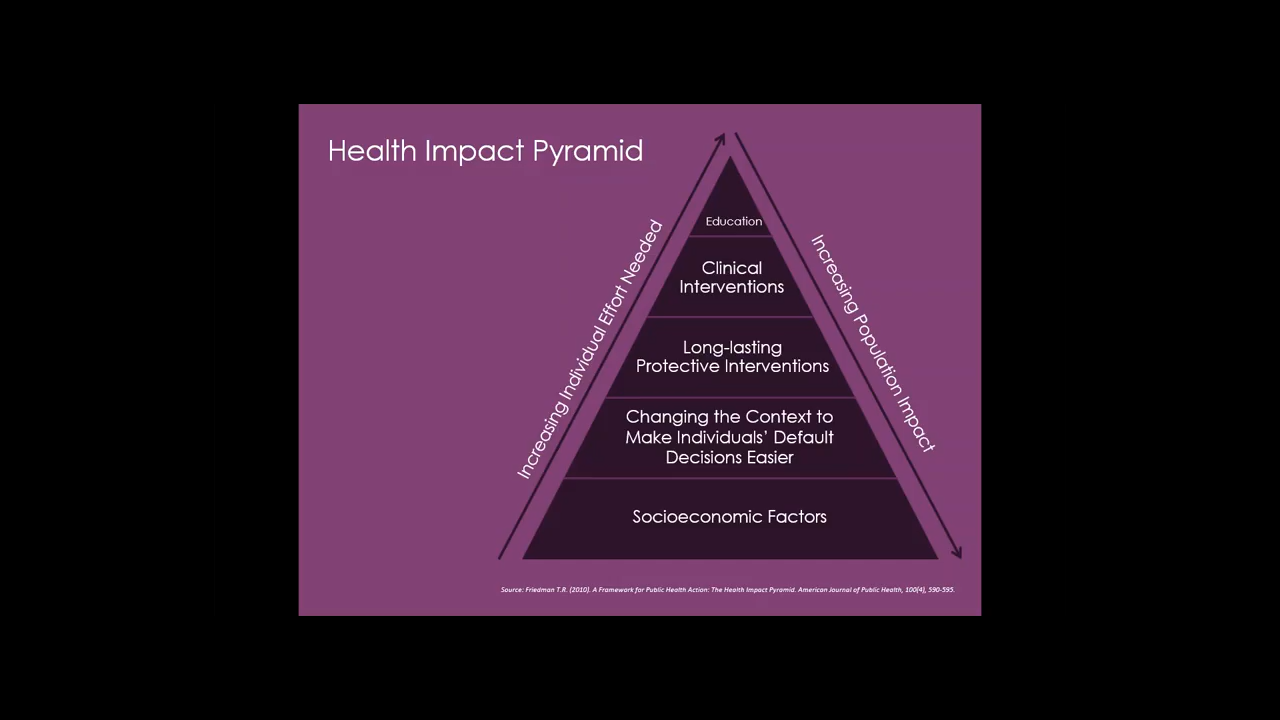 Health Impact Pyramid
Increasing Individual Effort Needed
Increasing Population Impact
Education
Clinical
Interventions
Long-lasting
Protective Interventions
Changing the Context to
Make Individuals' Default
Decisions Easier
Socioeconomic Factors
Source: Friedman T.R. (2010). A Framework for Public Health Action: The Health Impact Pyramid. American Journal of Public Health, 100(4), 590-595.